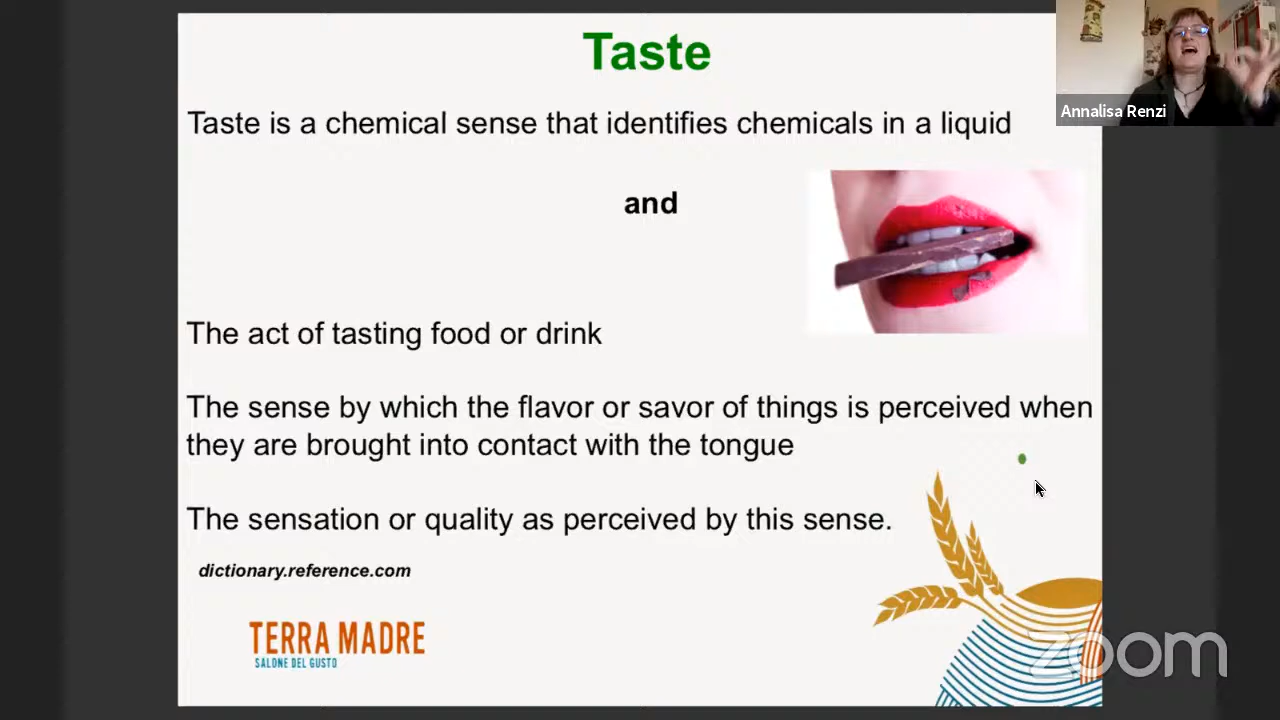 Taste
Annalisa Renzi
Taste is a chemical sense that identifies chemicals in a liquid
and
The act of tasting food or drink
The sense by which the flavor or savor of things is perceived when
they are brought into contact with the tongue
The sensation or quality as perceived by this sense.
dictionary.reference.com
TERRA MADRE
SALONE DEL GUSTO
zoom